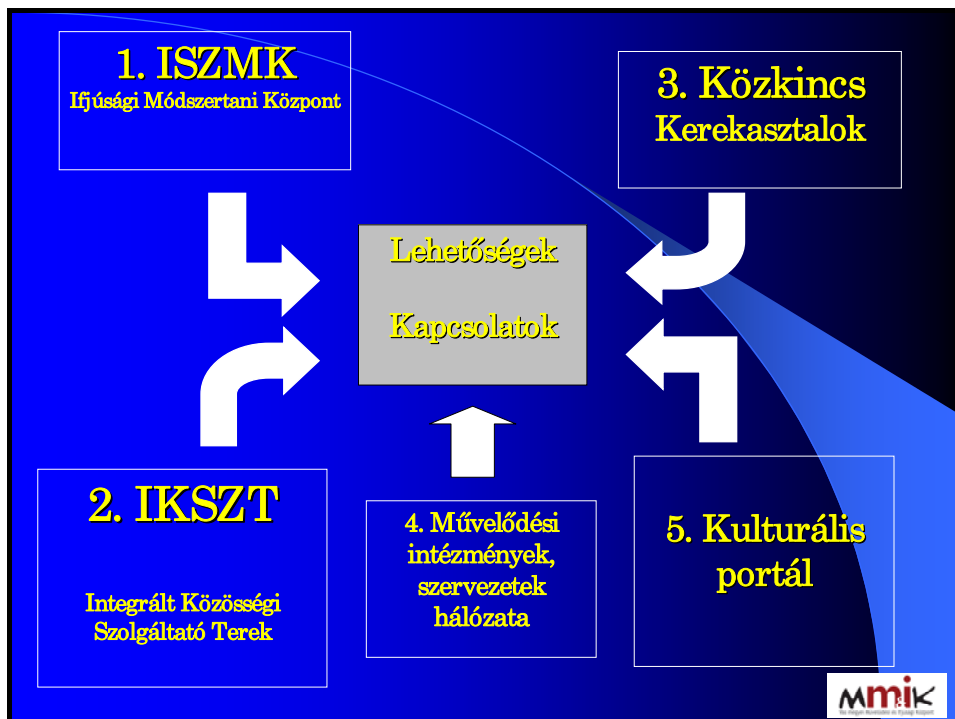 1. ISZMK
Ifjúsági Módszertani Központ
3. Közkincs
Kerekasztalok
Lehetőségek
Kapcsolatok
2. IKSZT
Integrált Közösségi
Szolgáltató Terek
4. Művelődési
intézmények,
szervezetek
hálózata
5. Kulturális
portál
mmik